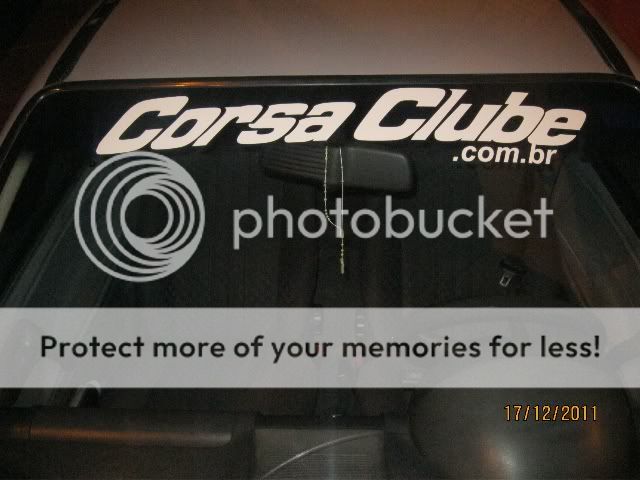 Corsa Clube
.com.br
photobucket
Protect more of your memories for less!
17/12/2011